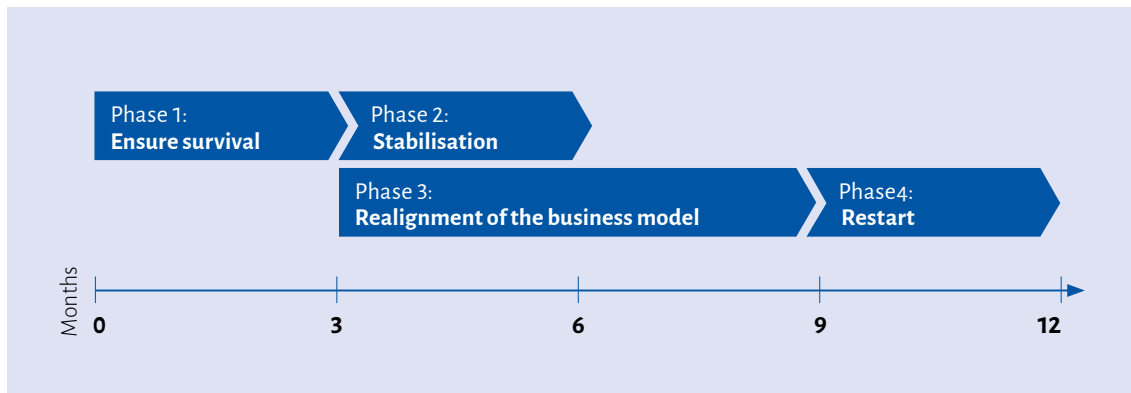 Phase 1:
Ensure survival
Phase 2:
Stabilisation
Phase 3:
Realignment of the business model
Phase4:
Restart
Months
0
3
6
9
12